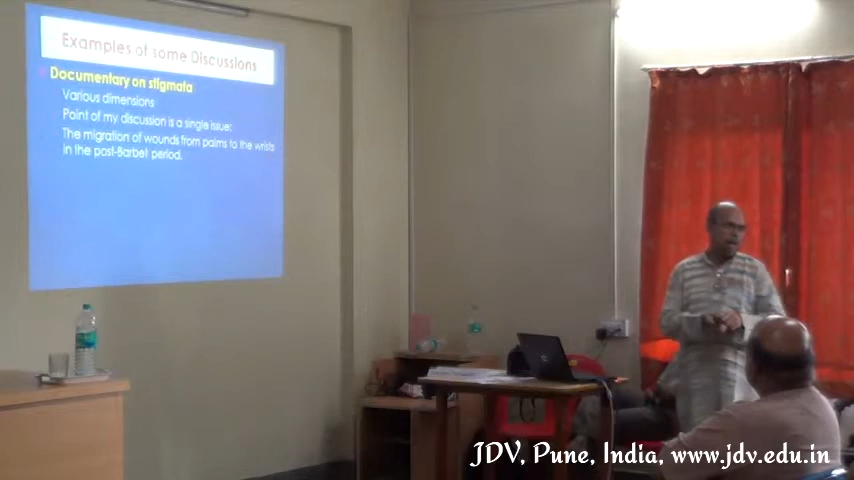 Examples of some Discussions
Documentary on stigmata
Various dimensions
Point of my discussion is a single issue:
The migration of wounds from palms to the wrists
in the post-Barbet period.
JDV, Pune, India, www.jdv.edu.in